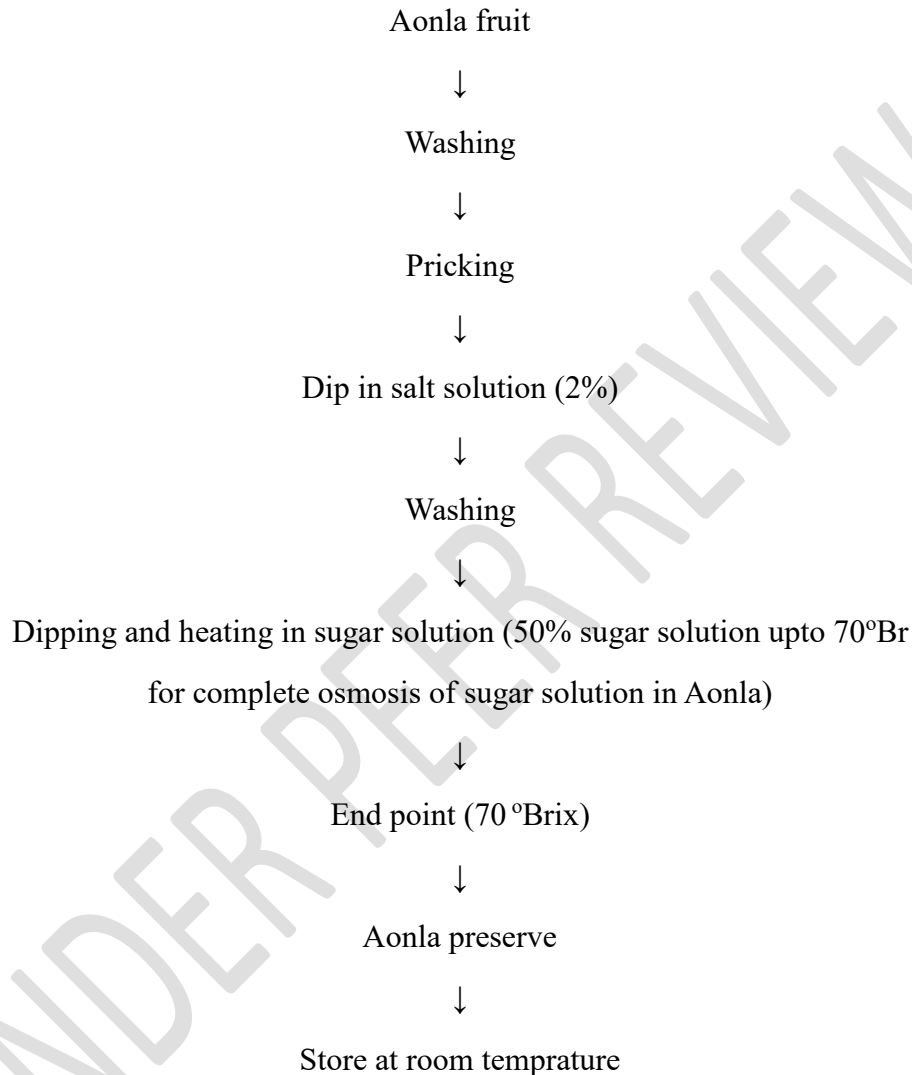 Aonla fruit
↓
Washing
↓
Pricking
↓
Dip in salt solution (2%)
↓
Washing
↓
Dipping and heating in sugar solution (50% sugar solution upto 70ºBr
for complete osmosis of sugar solution in Aonla)
↓
End point (70 ºBrix)
↓
Aonla preserve
↓
Store at room temprature
UNDER PEER REVIEW